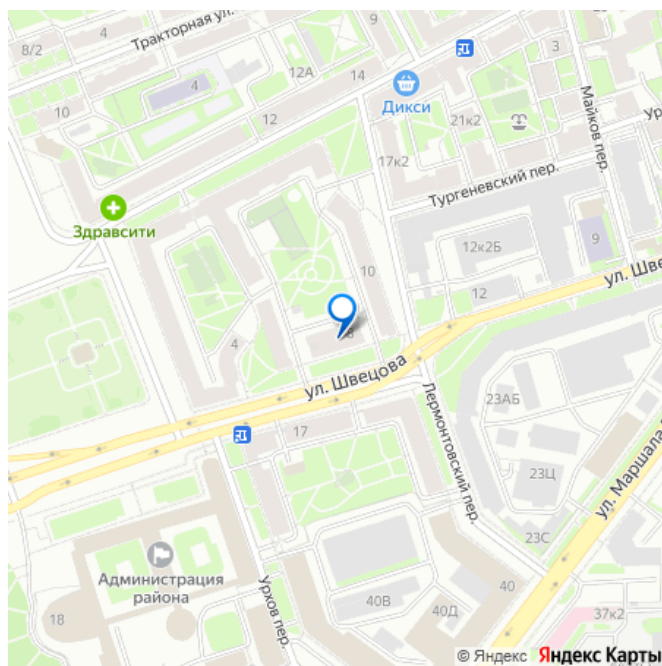 8/2
Тракторная ул.
9
4
12А
14
3
10
12
Дикси
21к2
17к2
Майков пер.
Ур
Здравсити
Тургеневский пер.
12к2Б
9
10
12
ул. Шве
4
8
ул. Швецова
17
23АБ
Лермонтовский пер.
23Ц
ул. Маршала
23С
Администрация
района
Урхов пер.
18
40В
40Д
40
37к2
© Яндекс Яндекс Карты